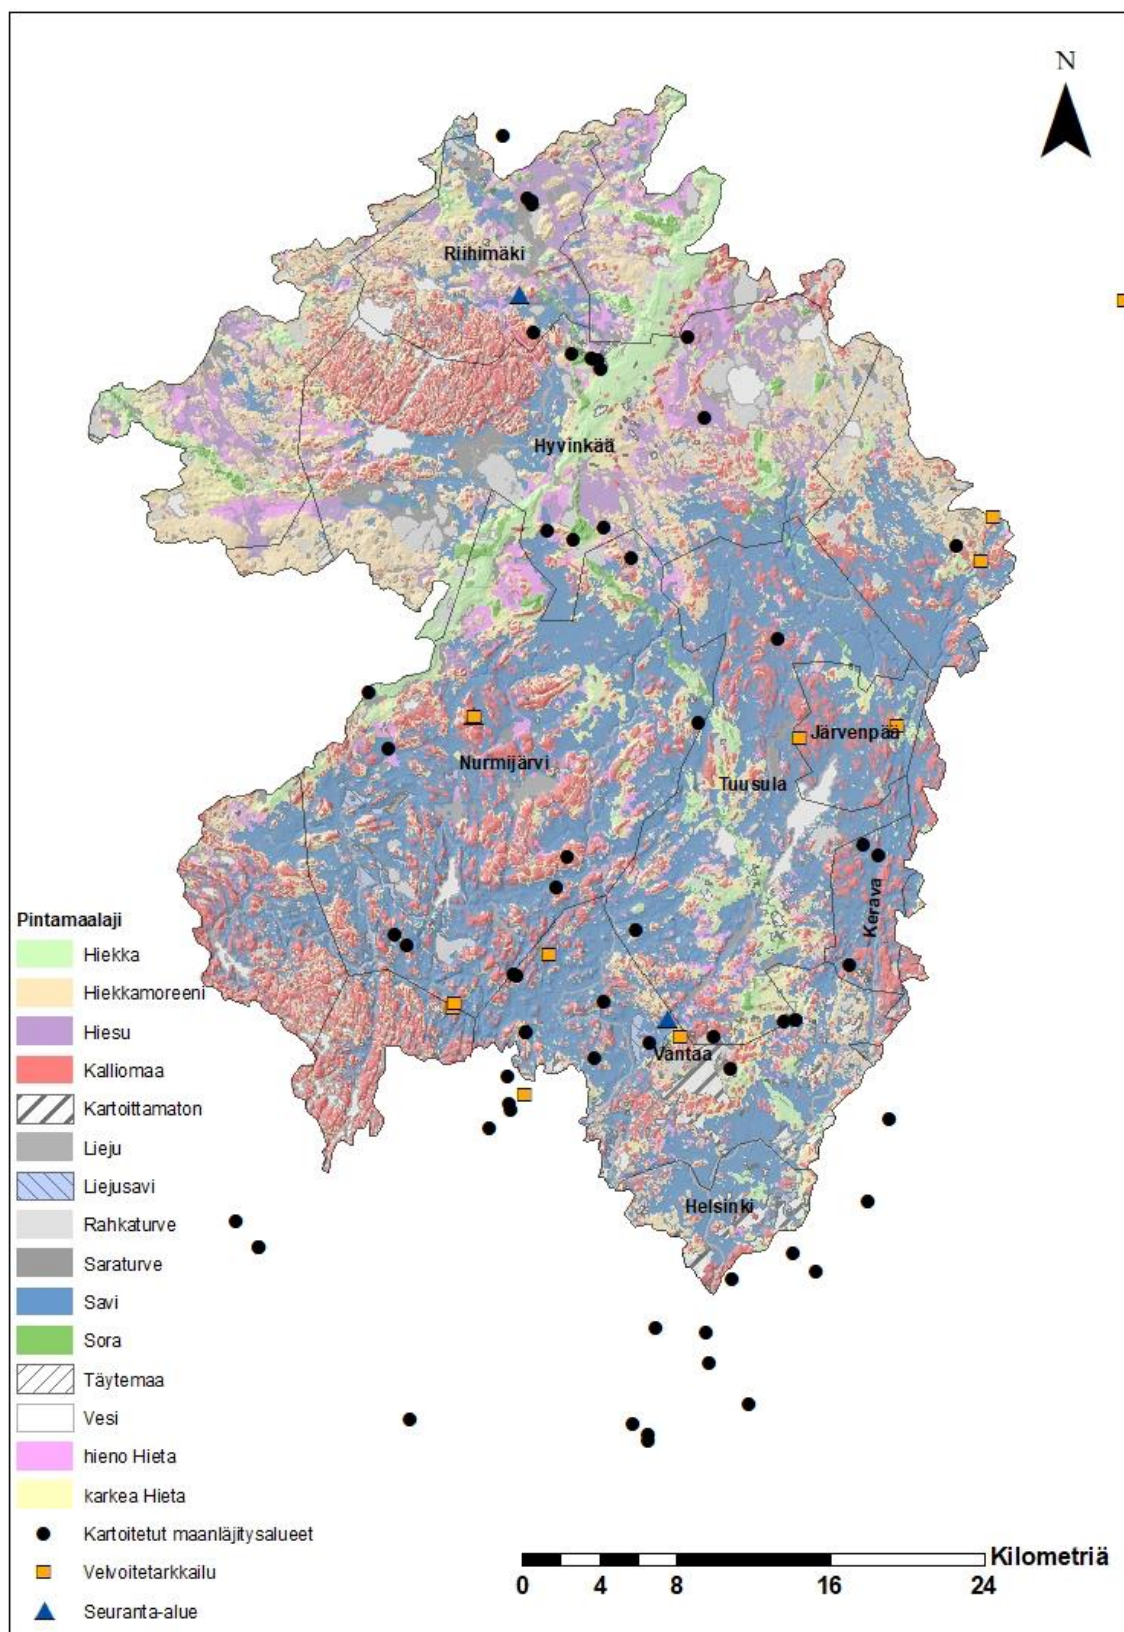 N
Riihimäki
Hyvinkää
Järvenpää
Nurmijärvi
Tuusula
Kerava
Vantaa
Helsinki
Pintamaalaji
Hiekka
Hiekkamoreeni
Hiesu
Kalliomaa
Kartoittamaton
Lieju
Liejusavi
Rahkaturve
Saraturve
Savi
Sora
Täytemaa
Vesi
hieno Hieta
karkea Hieta
Kartoitetut maanläjitysalueet
Velvoitetarkkailu
Seuranta-alue
Kilometriä
0 4 8 16 24